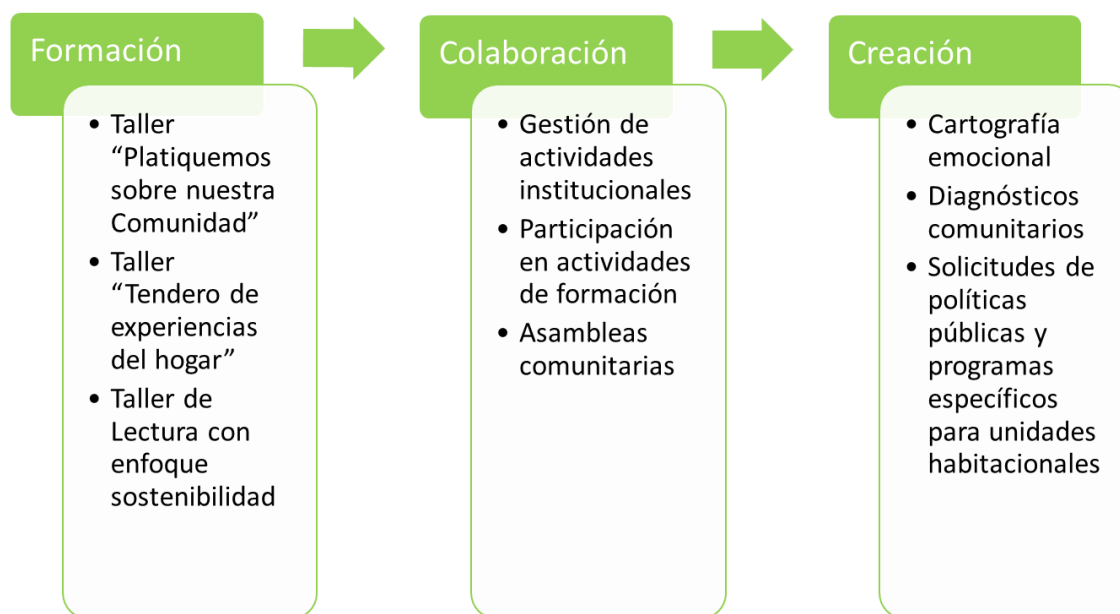 Formación
• Taller
“Platiquemos
sobre nuestra
Comunidad”
• Taller
“Tendero de
experiencias
del hogar”
• Taller de
Lectura con
enfoque
sostenibilidad
Colaboración
• Gestión de
actividades
institucionales
• Participación
en actividades
de formación
• Asambleas
comunitarias
Creación
• Cartografía
emocional
• Diagnósticos
comunitarios
• Solicitudes de
políticas
públicas y
programas
específicos
para unidades
habitacionales